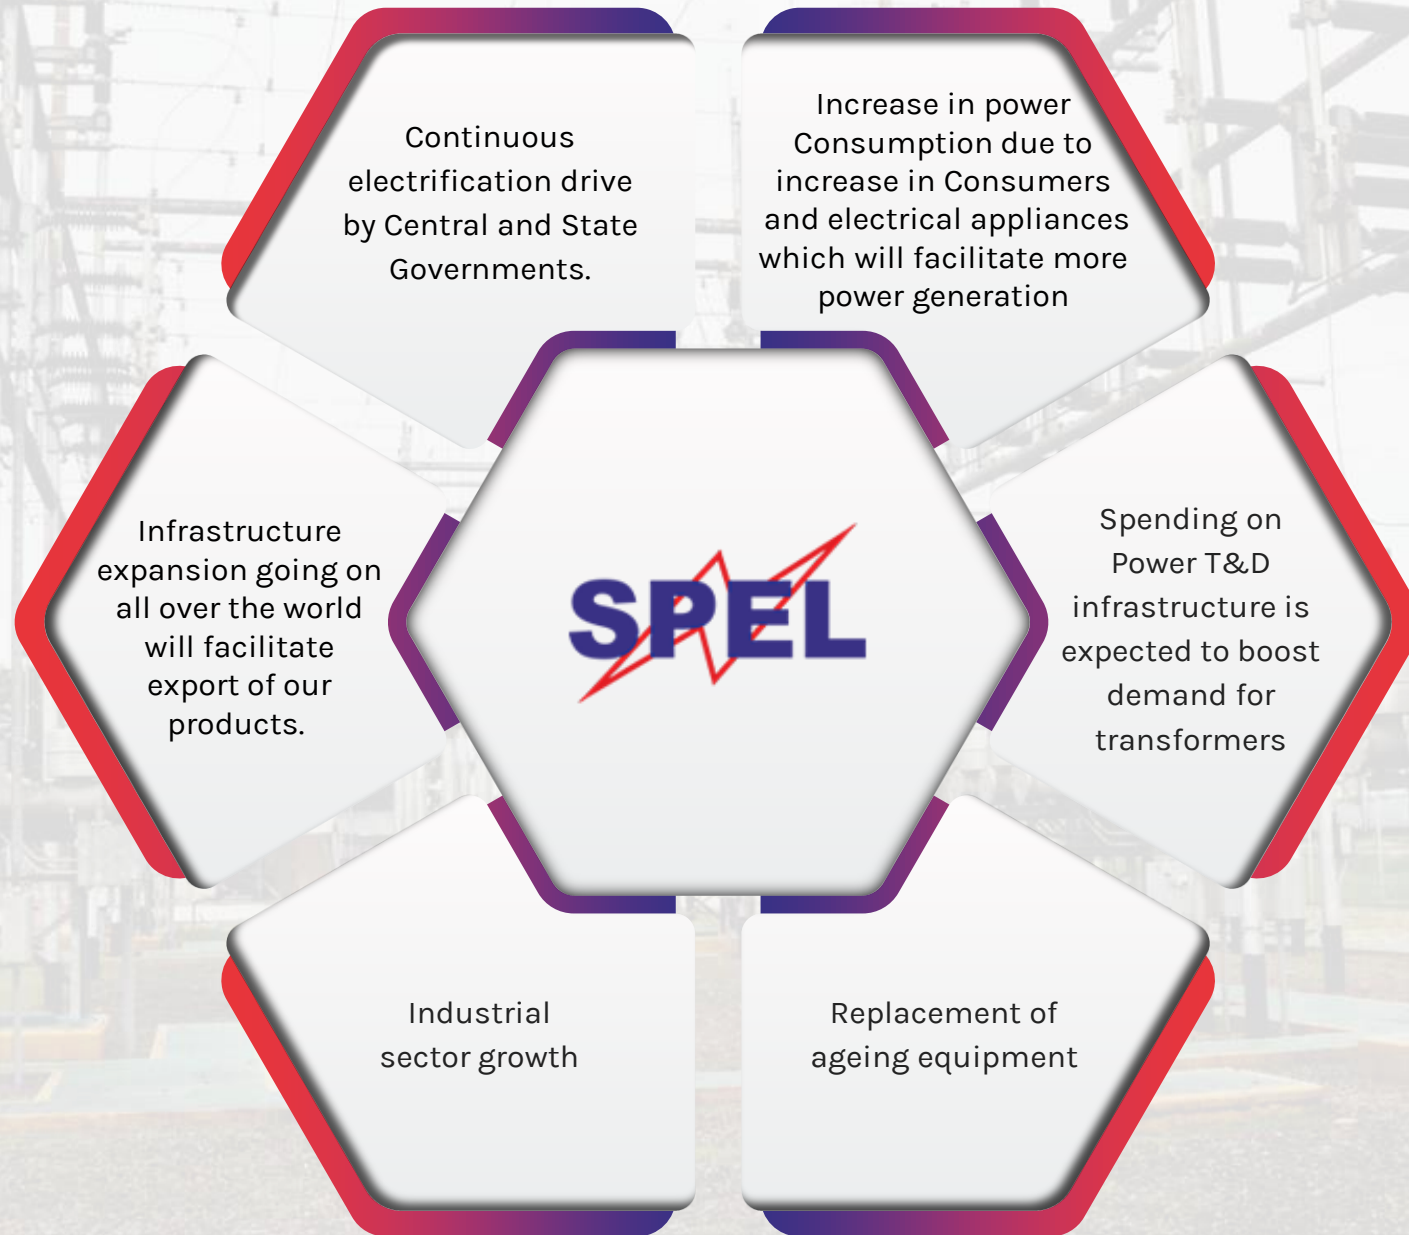 Continuous
electrification drive
by Central and State
Governments.
Increase in power
Consumption due to
increase in Consumers
and electrical appliances
which will facilitate more
power generation
Infrastructure
expansion going on
all over the world
will facilitate
export of our
products.
SPEL
Spending on
Power T&D
infrastructure is
expected to boost
demand for
transformers
Industrial
sector growth
Replacement of
ageing equipment